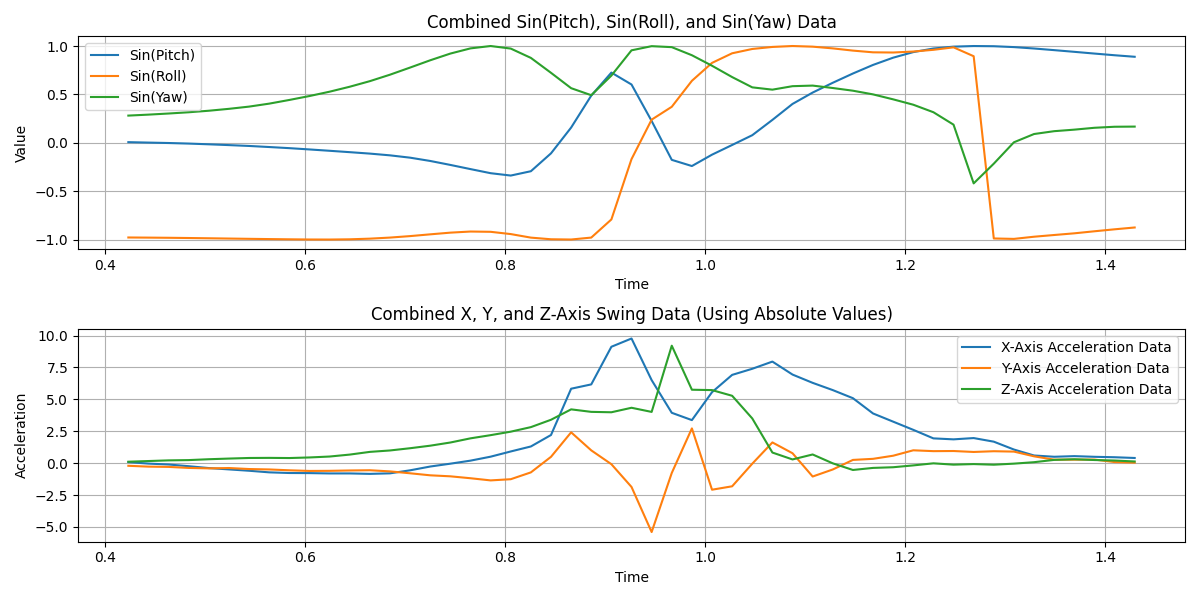 Combined Sin(Pitch), Sin(Roll), and Sin(Yaw) Data
Sin(Pitch)
Sin(Roll)
Sin(Yaw)
Value
1.0
0.5
0.0
−0.5
−1.0
0.4 0.6 0.8 1.0 1.2 1.4
Time
Combined X, Y, and Z-Axis Swing Data (Using Absolute Values)
X-Axis Acceleration Data
Y-Axis Acceleration Data
Z-Axis Acceleration Data
Acceleration
10.0
7.5
5.0
2.5
0.0
−2.5
−5.0
0.4 0.6 0.8 1.0 1.2 1.4
Time